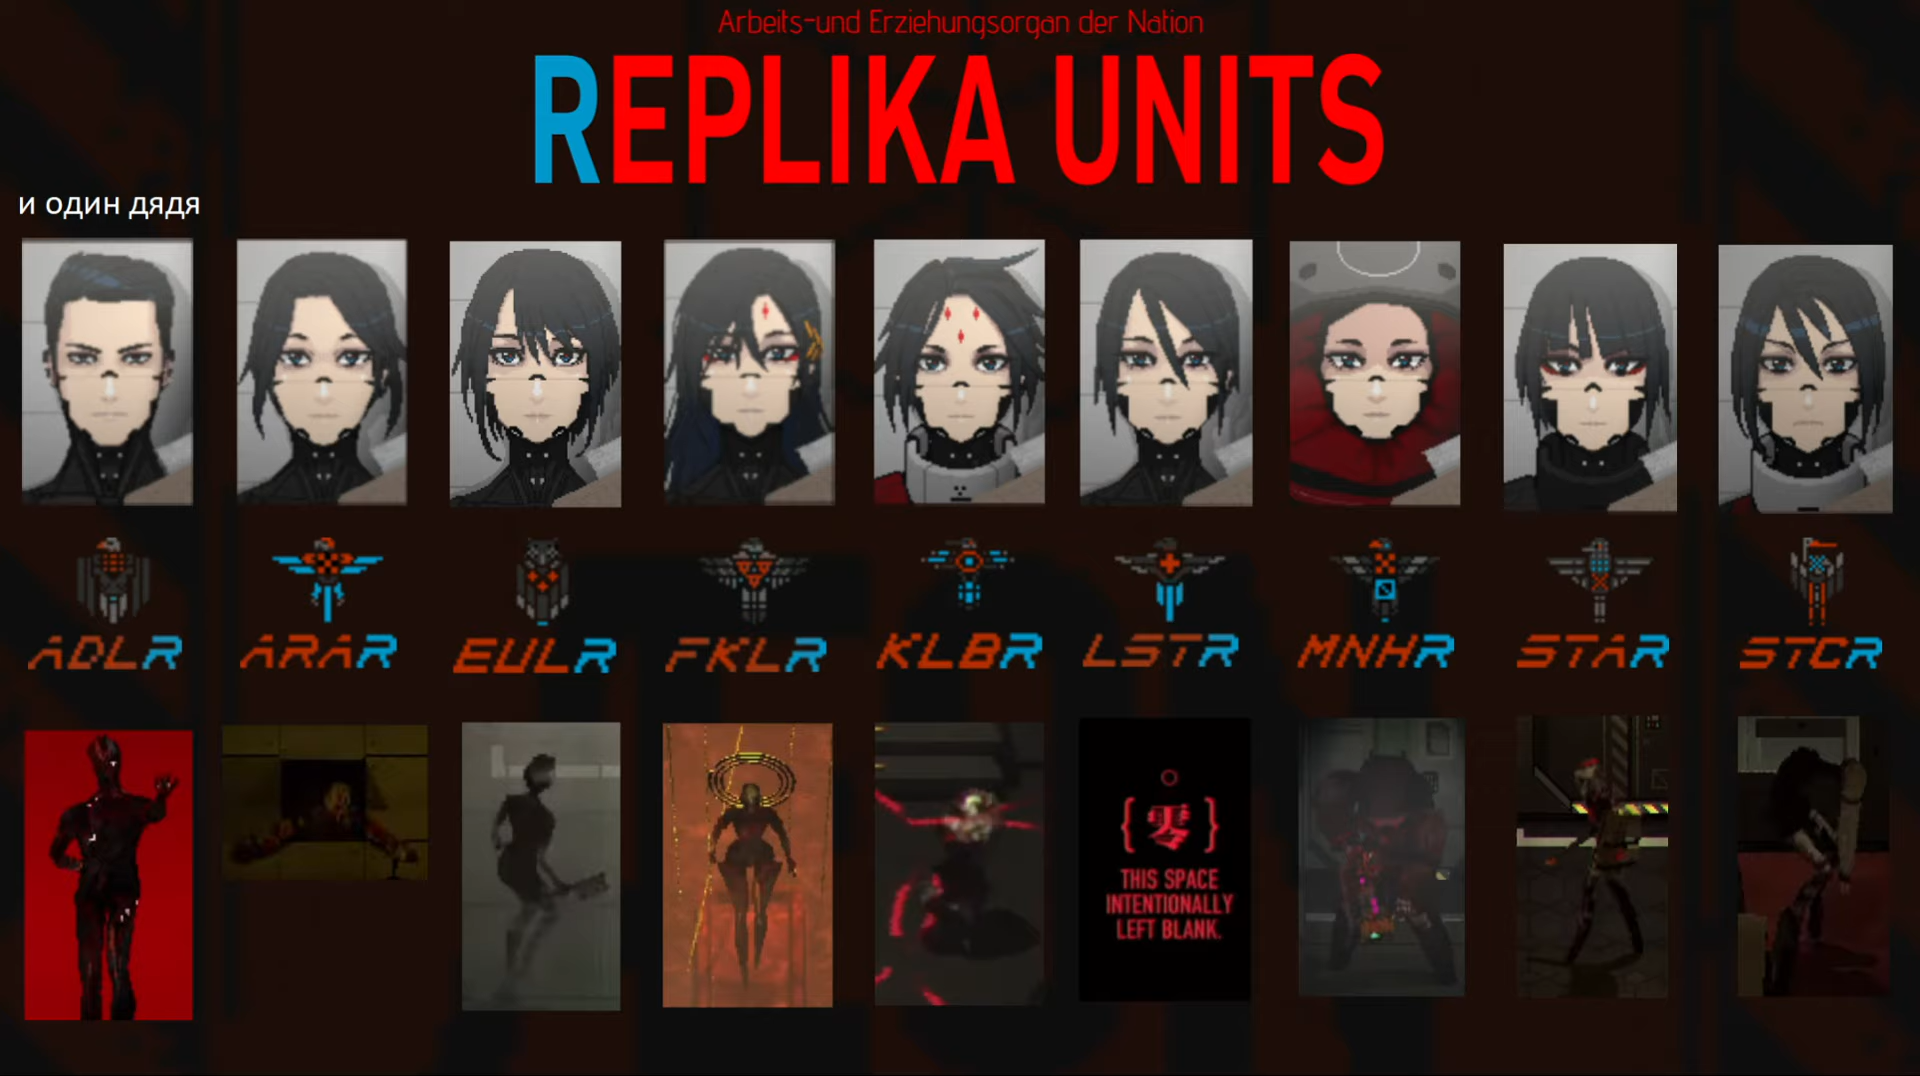 Arbeits-und Erziehungsorgan der Nation
REPLIKA UNITS
и один дядя
ADLR
ARAR
EULR
FKLR
KLBR
LSTR
MNHR
STAR
STCR
{零}
THIS SPACE
INTENTIONALLY
LEFT BLANK.